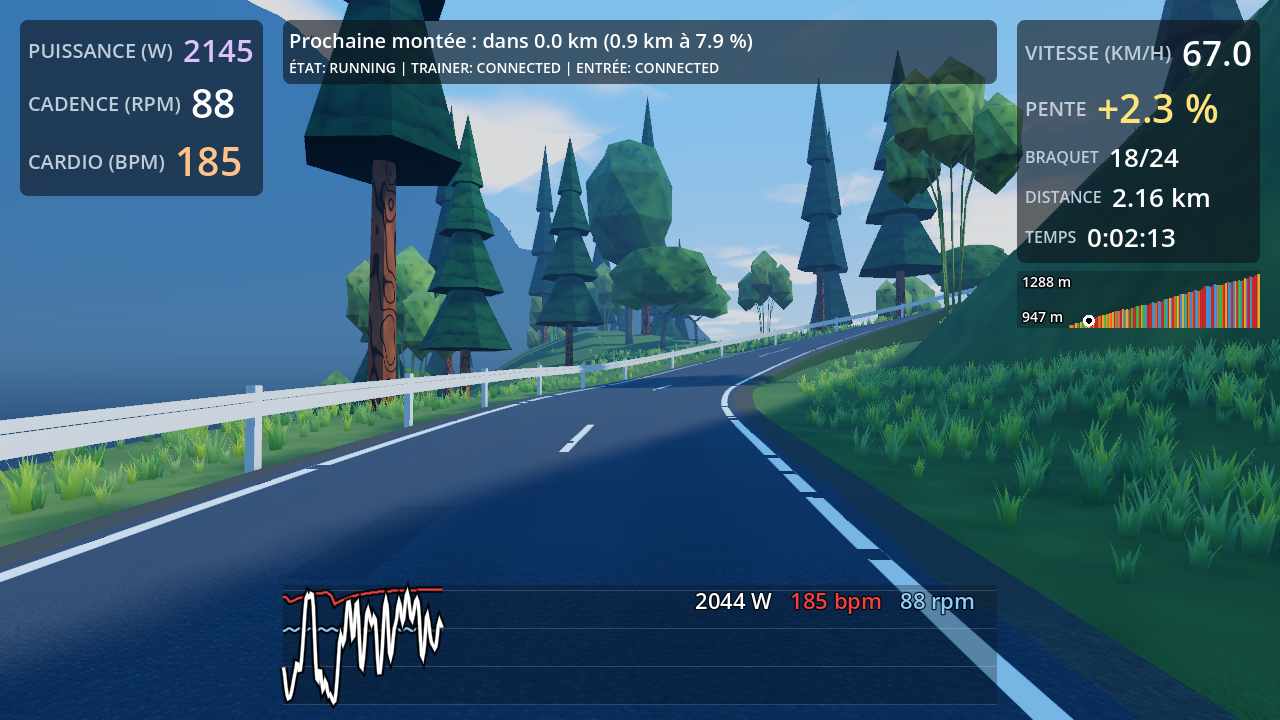 PUISSANCE (W) 2145
CADENCE (RPM) 88
CARDIO (BPM) 185
Prochaine montée : dans 0.0 km (0.9 km à 7.9 %)
ÉTAT: RUNNING | TRAINER: CONNECTED | ENTRÉE: CONNECTED
VITESSE (KM/H) 67.0
PENTE +2.3 %
BRAQUET 18/24
DISTANCE 2.16 km
TEMPS 0:02:13
1288 m
947 m
2044 W 185 bpm 88 rpm